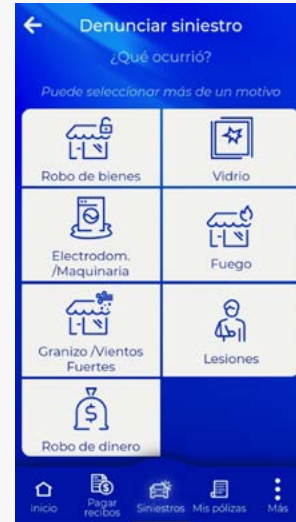 Denunciar siniestro
¿Qué ocurrió?
Puede seleccionar más de un motivo
Robo de bienes
Vidrio
Electrodom.
/Maquinaria
Fuego
Granizo /Vientos
Fuertes
Lesiones
Robo de dinero
Inicio
Pagar
recibos
Siniestros
Mis pólizas
Más